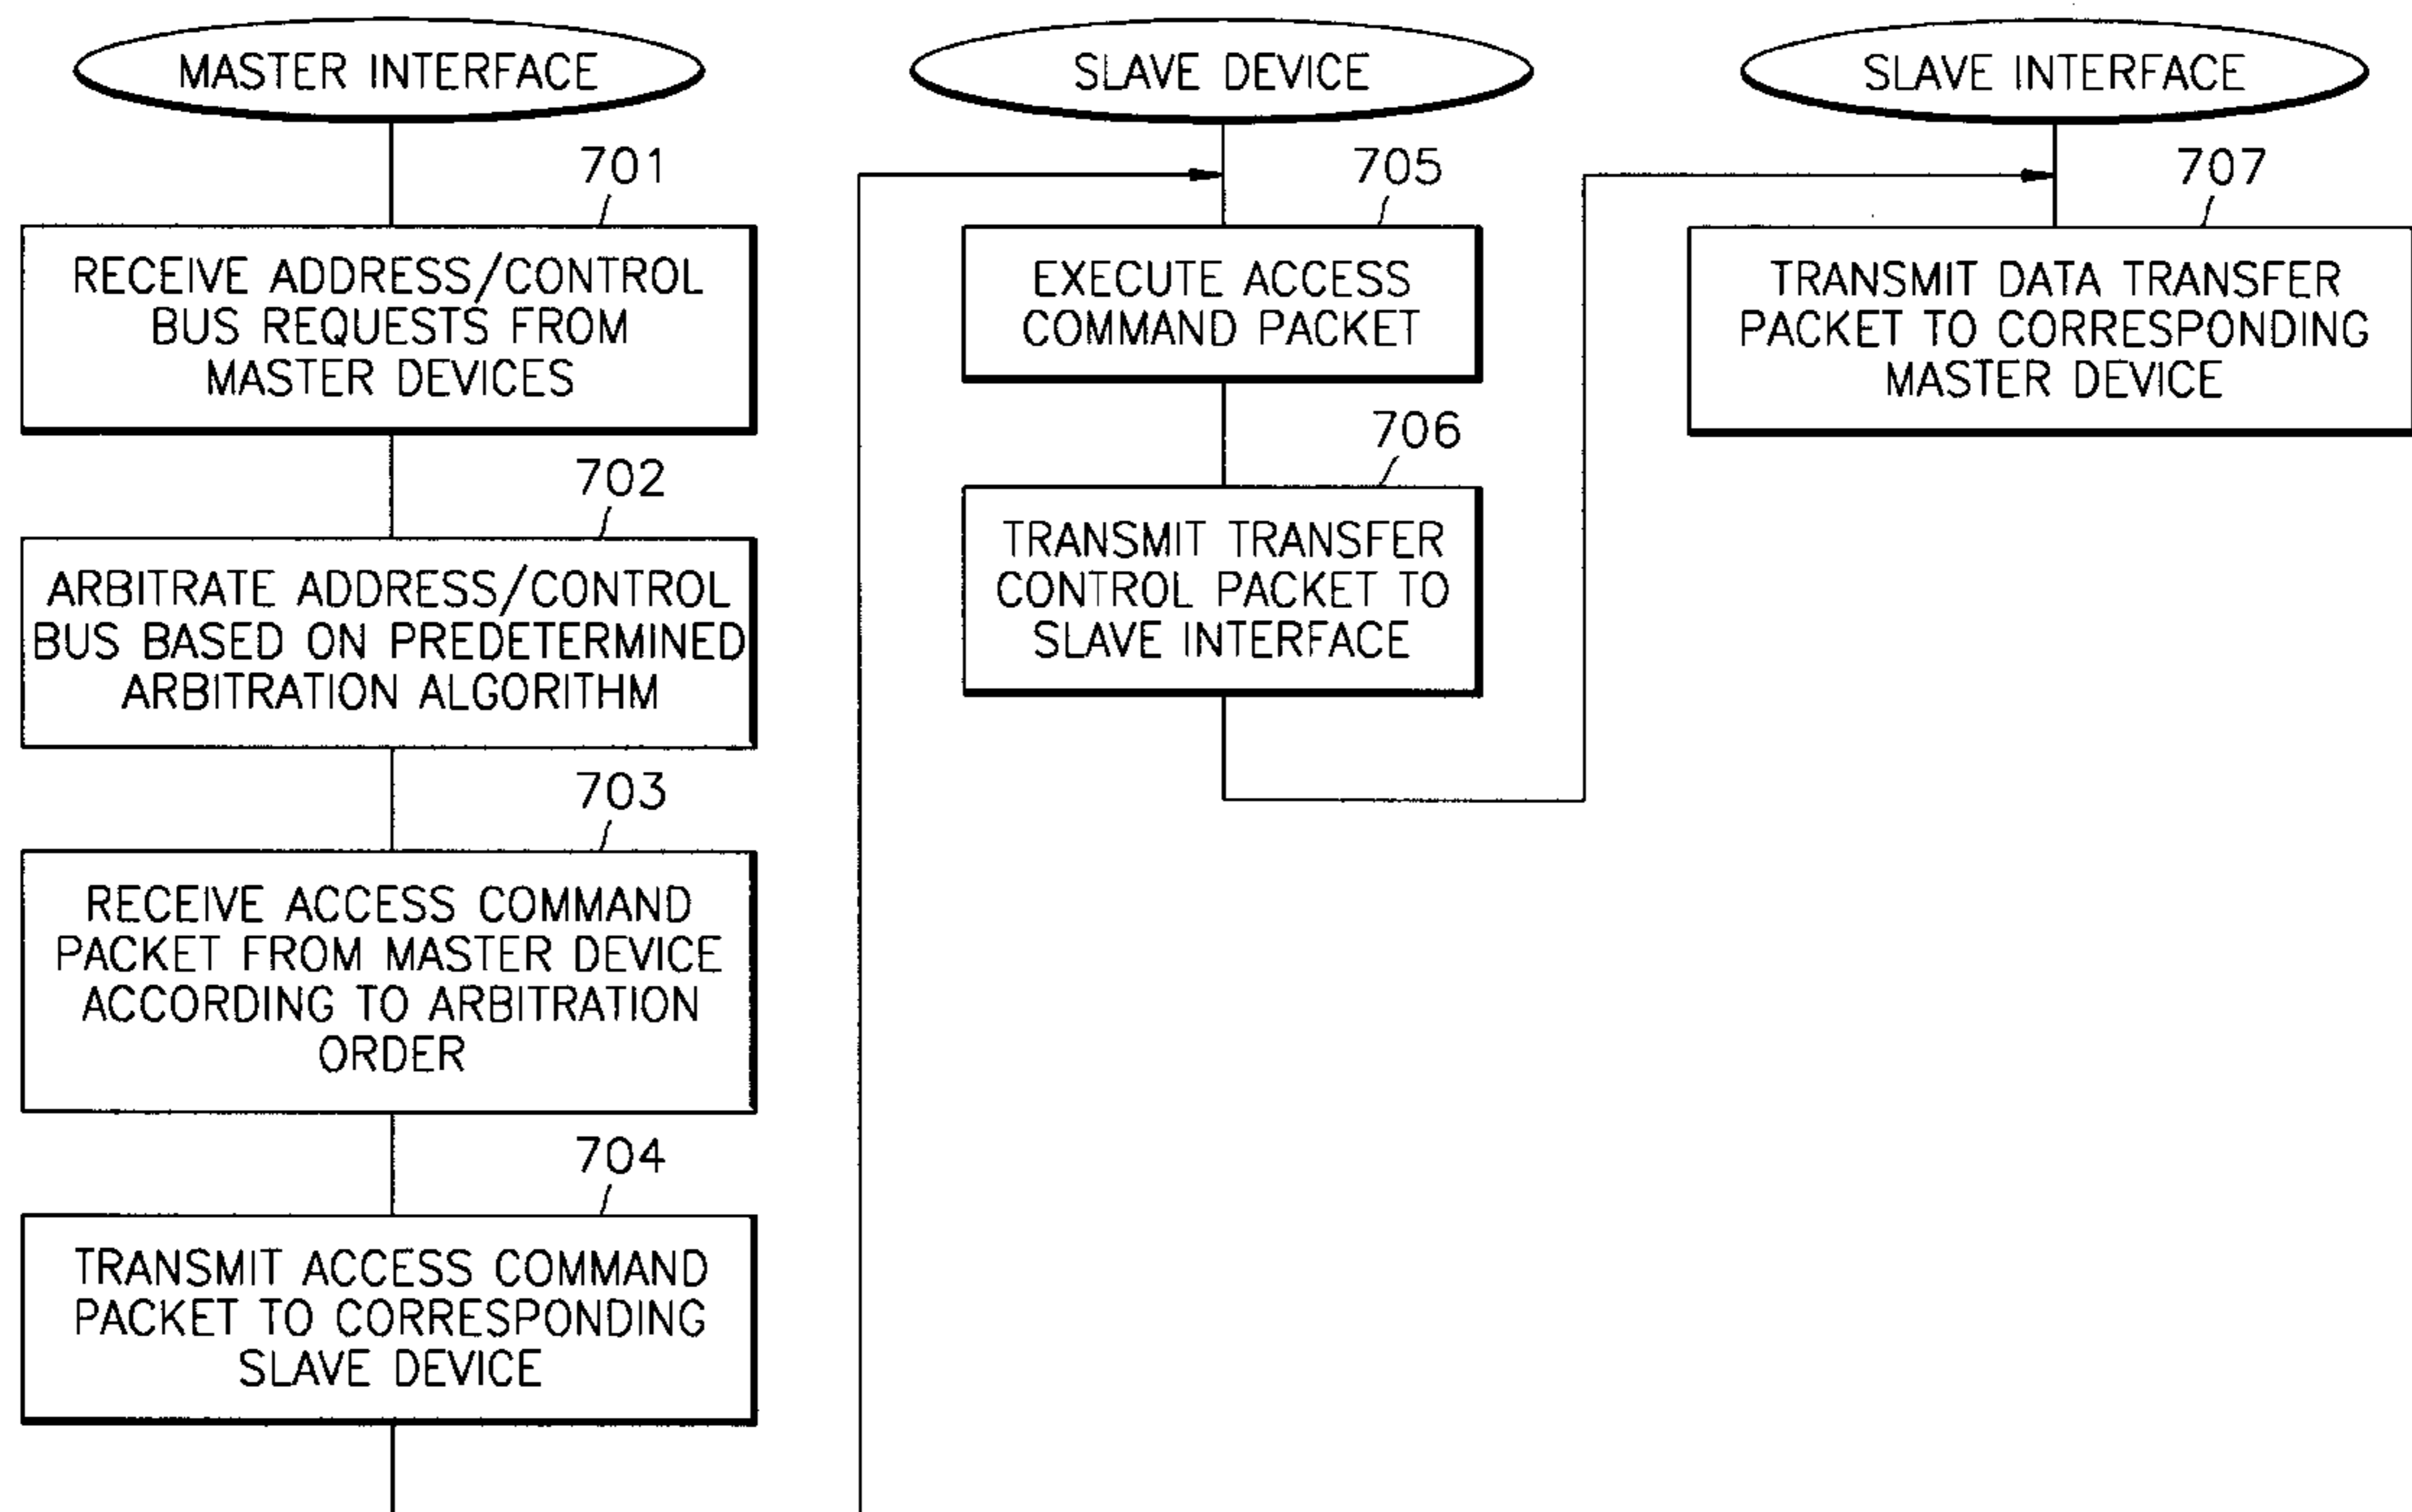 MASTER INTERFACE
701
RECEIVE ADDRESS/CONTROL
BUS REQUESTS FROM
MASTER DEVICES
702
ARBITRATE ADDRESS/CONTROL
BUS BASED ON PREDETERMINED
ARBITRATION ALGORITHM
703
RECEIVE ACCESS COMMAND
PACKET FROM MASTER DEVICE
ACCORDING TO ARBITRATION
ORDER
704
TRANSMIT ACCESS COMMAND
PACKET TO CORRESPONDING
SLAVE DEVICE
SLAVE DEVICE
705
EXECUTE ACCESS
COMMAND PACKET
706
TRANSMIT TRANSFER
CONTROL PACKET TO
SLAVE INTERFACE
SLAVE INTERFACE
707
TRANSMIT DATA TRANSFER
PACKET TO CORRESPONDING
MASTER DEVICE